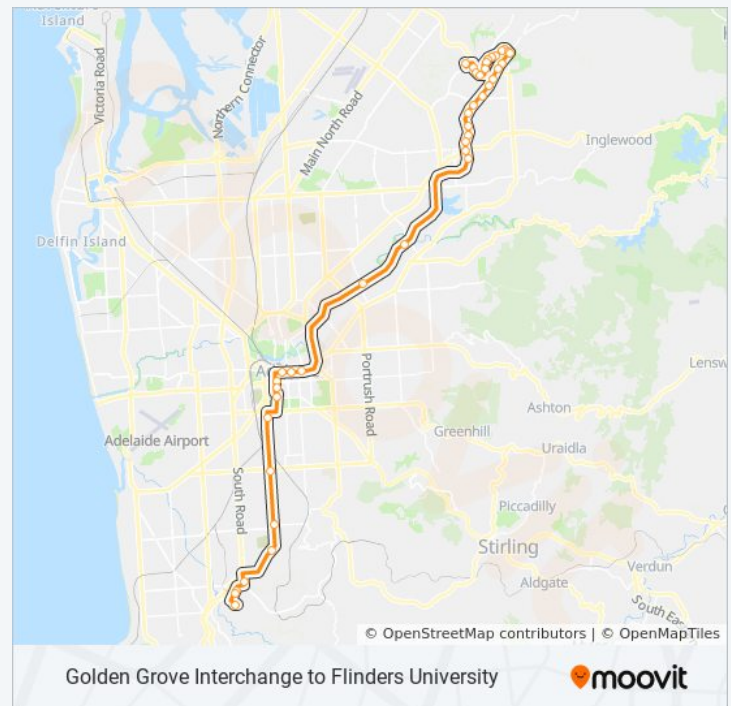 Island
Victoria Road
Northern Connector
Main North Road
Inglewood
Delfin Island
Portrush Road
Ashton
Adelaide Airport
Greenhill
Uraidla
South Road
Piccadilly
Stirling
Verdun
Aldgate
© OpenStreetMap contributors | © OpenMapTiles
Golden Grove Interchange to Flinders University
moovit